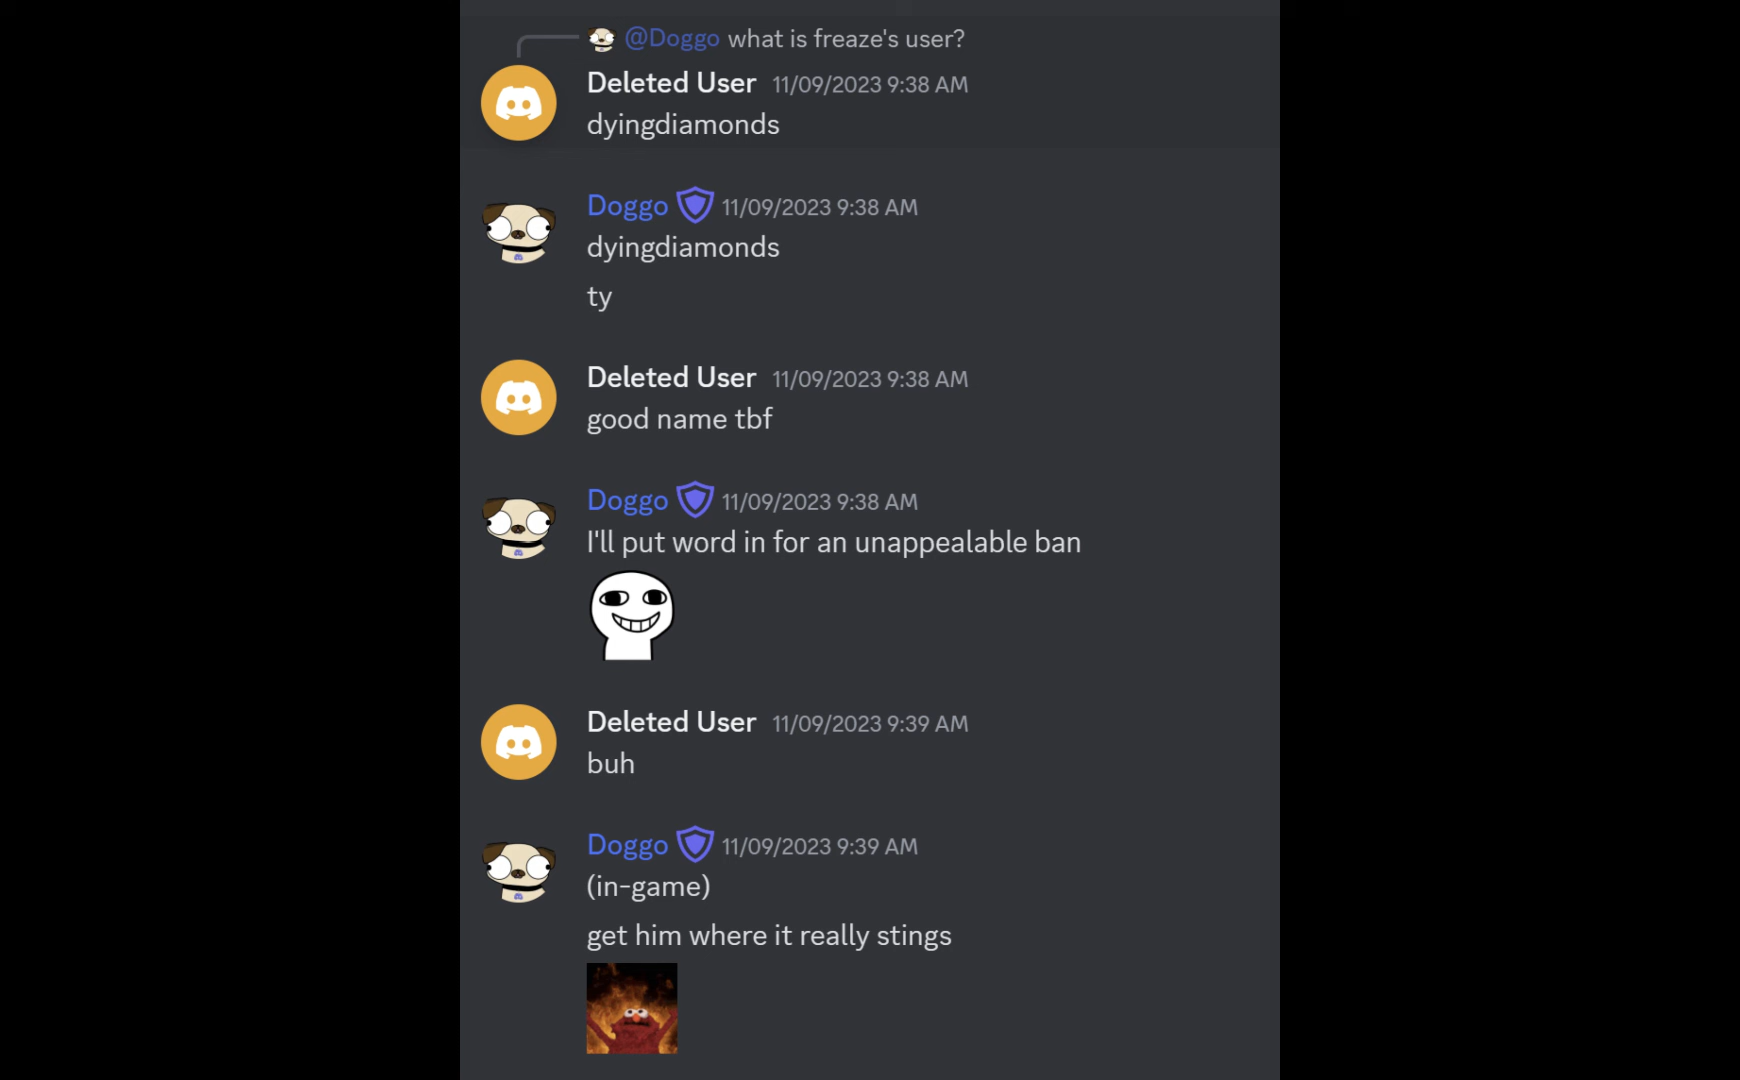 @Doggo what is freaze's user?
Deleted User 11/09/2023 9:38 AM
dyingdiamonds
Doggo 11/09/2023 9:38 AM
dyingdiamonds
ty
Deleted User 11/09/2023 9:38 AM
good name tbf
Doggo 11/09/2023 9:38 AM
I'll put word in for an unappealable ban
Deleted User 11/09/2023 9:39 AM
buh
Doggo 11/09/2023 9:39 AM
(in-game)
get him where it really stings